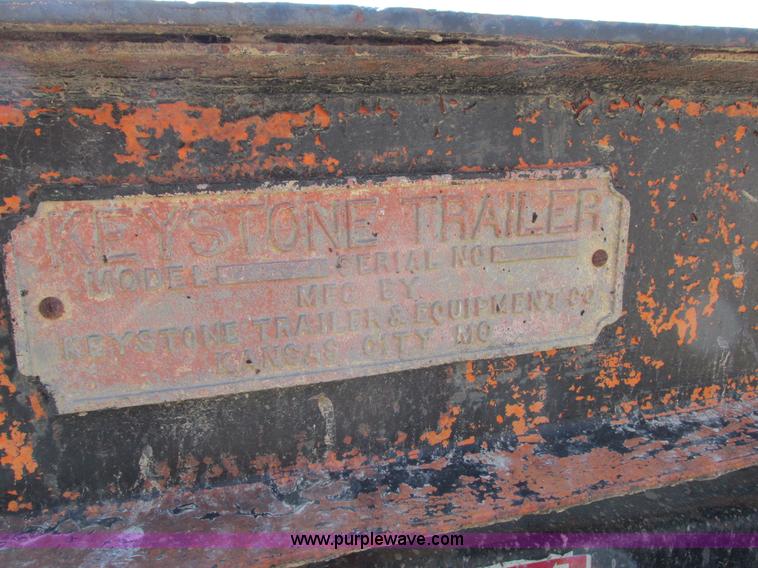 KEYSTONE TRAILER
MODEL SERIAL NO
MFG BY
KEYSTONE TRAILER & EQUIPMENT CO
KANSAS CITY MO
www.purplewave.com